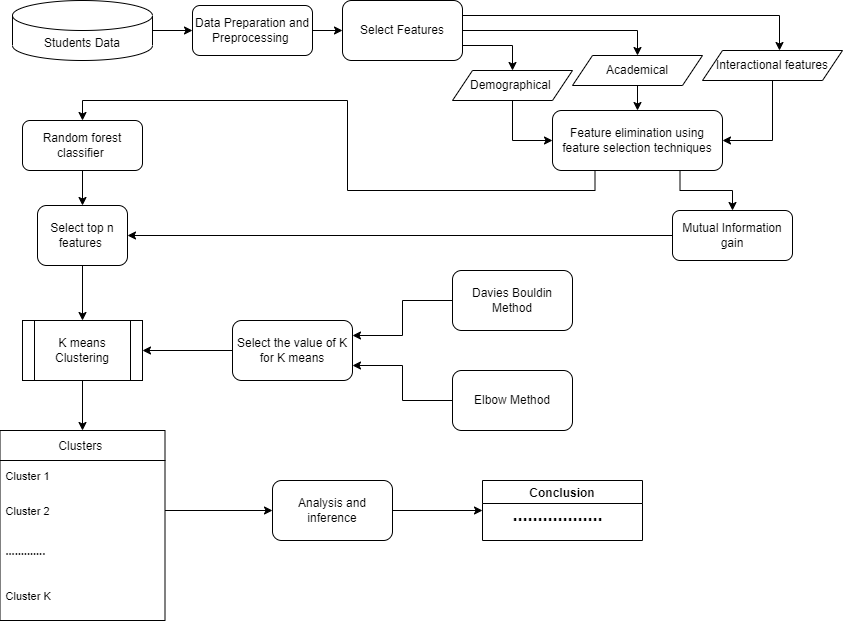 Students Data
Data Preparation and
Preprocessing
Select Features
Demographical
Academical
Interactional features
Random forest
classifier
Feature elimination using
feature selection techniques
Select top n
features
Mutual Information
gain
Davies Bouldin
Method
K means
Clustering
Select the value of K
for K means
Elbow Method
Clusters
Cluster 1
Cluster 2
.............
Cluster K
Analysis and
inference
Conclusion
..................